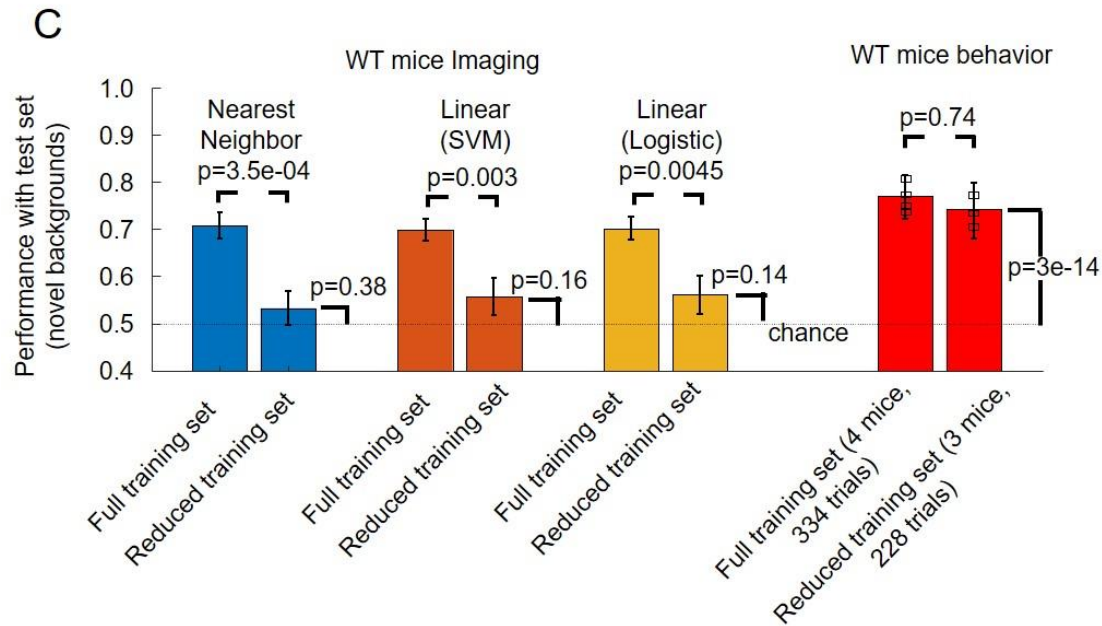 C
WT mice Imaging
WT mice behavior
Performance with test set
(novel backgrounds)
1.0
0.9
0.8
0.7
0.6
0.5
0.4
Nearest
Neighbor
p=3.5e-04
p=0.38
Linear
(SVM)
p=0.003
p=0.16
Linear
(Logistic)
p=0.0045
p=0.14
chance
p=0.74
p=3e-14
Full training set
Reduced training set
Full training set
Reduced training set
Full training set
Reduced training set
Full training set (4 mice,
334 trials)
Reduced training set (3 mice,
228 trials)